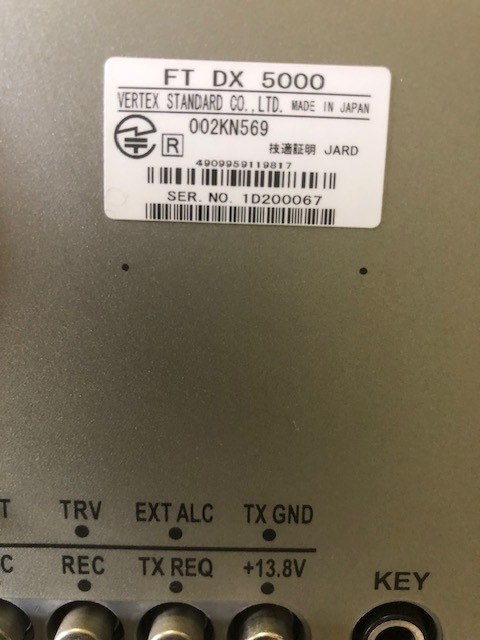 FT DX 5000
VERTEX STANDARD CO.,LTD. MADE IN JAPAN
R 002KN569
技適証明 JARD
4909959119817
SER. NO. 1D200067
T TRV EXT ALC TX GND
C REC TX REQ +13.8V
KEY